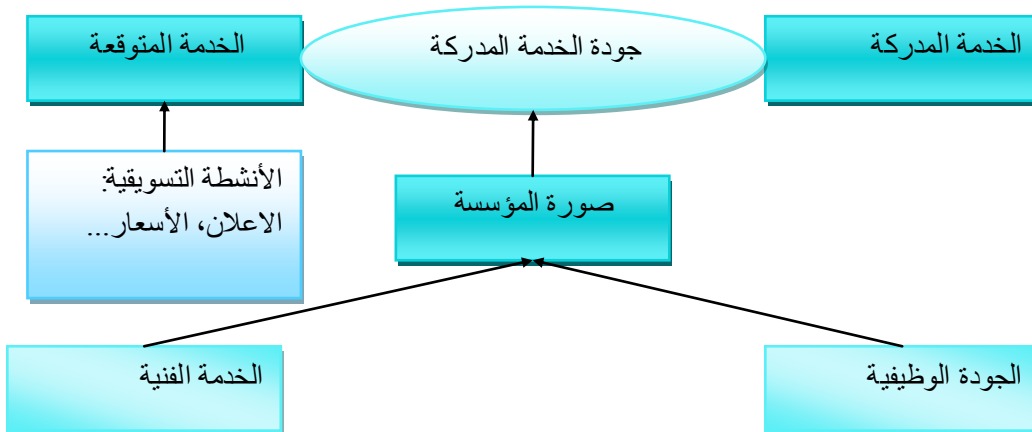 الخدمة المدركة
جودة الخدمة المدركة
الخدمة المتوقعة
الأنشطة التسويقية:
الاعلان، الأسعار...
صورة المؤسسة
الجودة الوظيفية
الخدمة الفنية